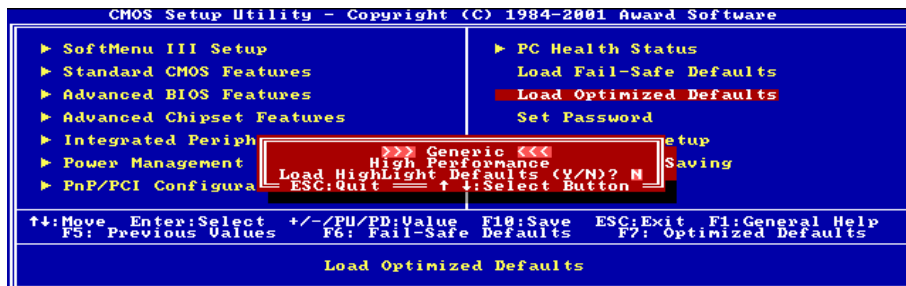 CMOS Setup Utility - Copyright (C) 1984-2001 Award Software
▶ SoftMenu III Setup
▶ Standard CMOS Features
▶ Advanced BIOS Features
▶ Advanced Chipset Features
▶ Integrated Periph
▶ Power Management
▶ PnP/PCI Configura
▶ PC Health Status
Load Fail-Safe Defaults
Load Optimized Defaults
Set Password
etup
Saving
>>> Generic <<<
High Performance
Load HighLight Defaults (Y/N)? N
ESC:Quit ══ ↑ ↓:Select Button
↑↓:Move Enter:Select +/-/PU/PD:Value F10:Save ESC:Exit F1:General Help
F5: Previous Values F6: Fail-Safe Defaults F7: Optimized Defaults
Load Optimized Defaults